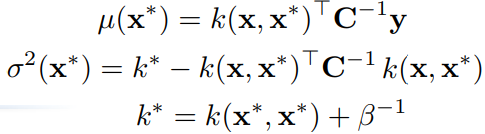 μ(x*) = k(x, x*)⊤C⁻¹y
σ²(x*) = k* − k(x, x*)⊤C⁻¹k(x, x*)
k* = k(x*, x*) + β⁻¹